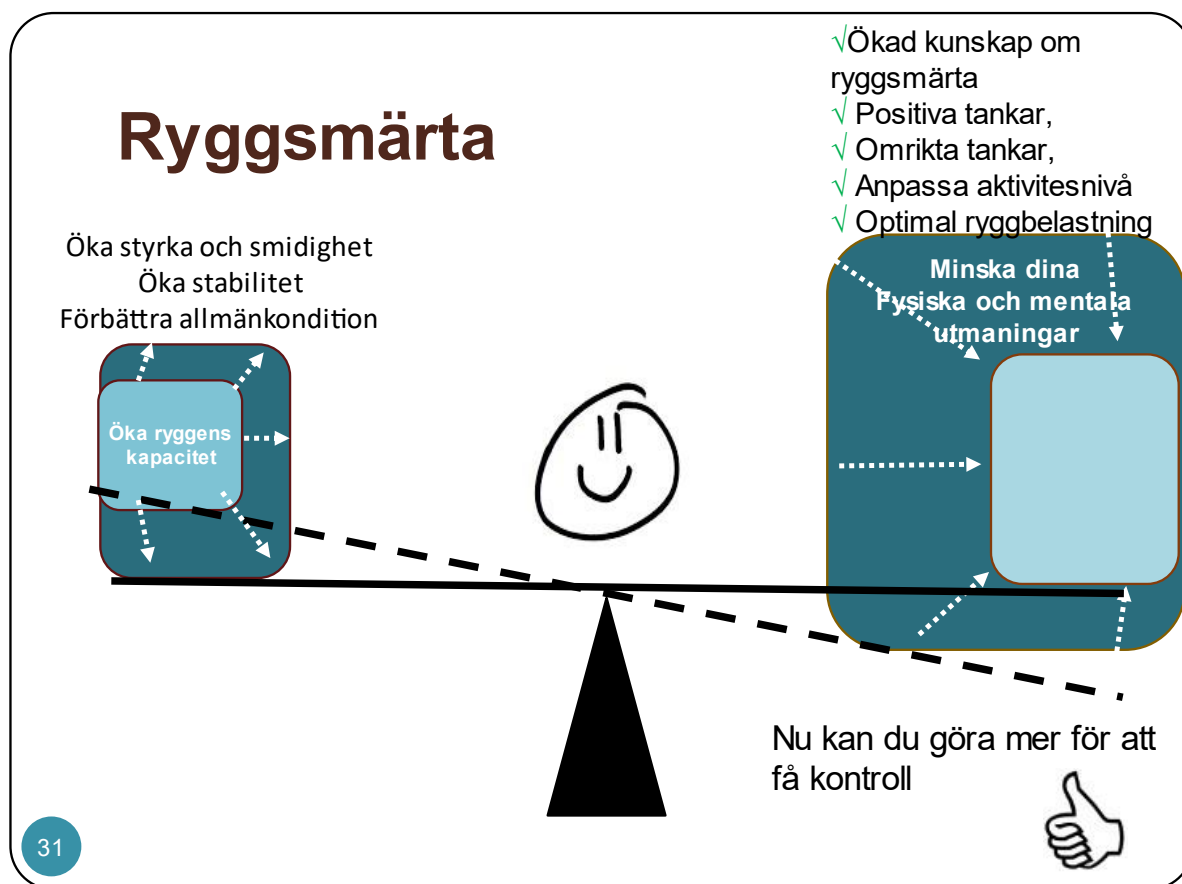 Ryggsmärta
Öka styrka och smidighet
Öka stabilitet
Förbättra allmänkondition
Öka ryggens
kapacitet
√Ökad kunskap om
ryggsmärta
√ Positiva tankar,
√ Omrikta tankar,
√ Anpassa aktivitesnivå
√ Optimal ryggbelastning
Minska dina
Fysiska och mentala
utmaningar
Nu kan du göra mer för att
få kontroll
31